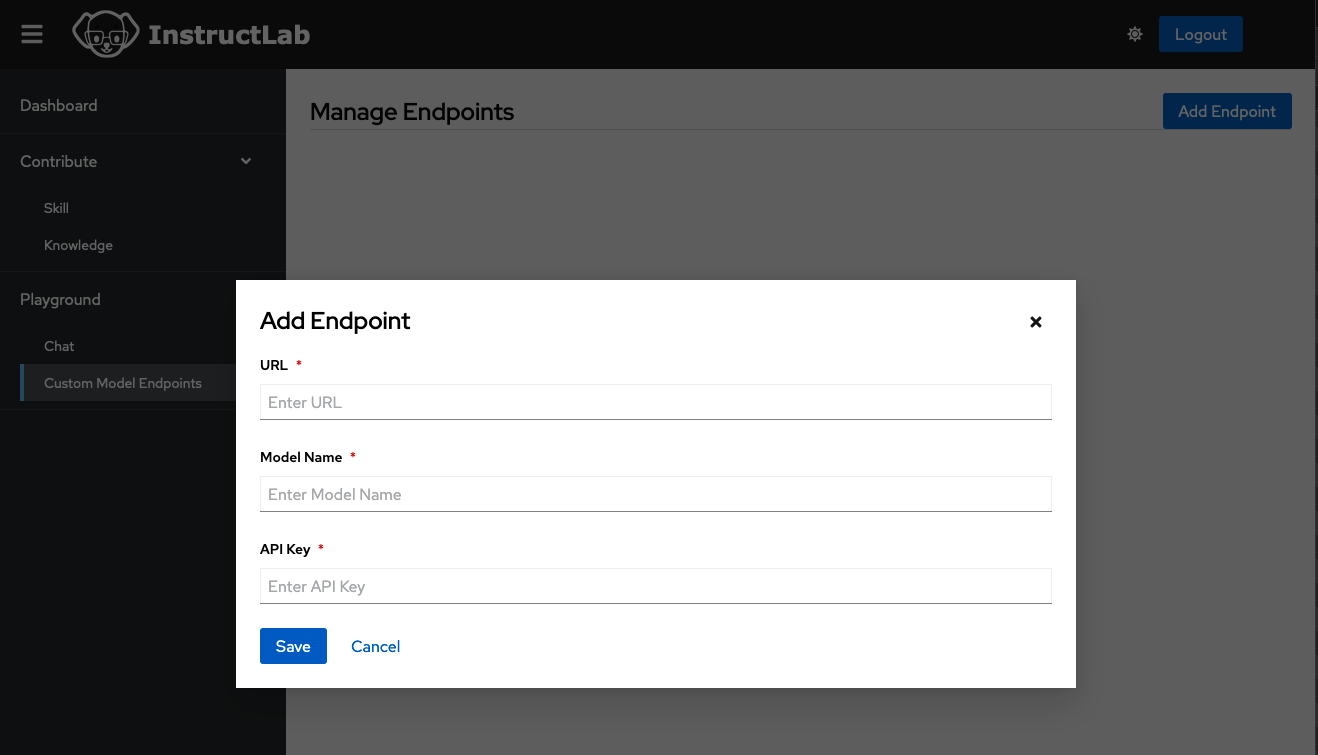 InstructLab
Logout
Dashboard
Contribute
Skill
Knowledge
Playground
Chat
Custom Model Endpoints
Manage Endpoints
Add Endpoint
Add Endpoint
URL *
Enter URL
Model Name *
Enter Model Name
API Key *
Enter API Key
Save Cancel